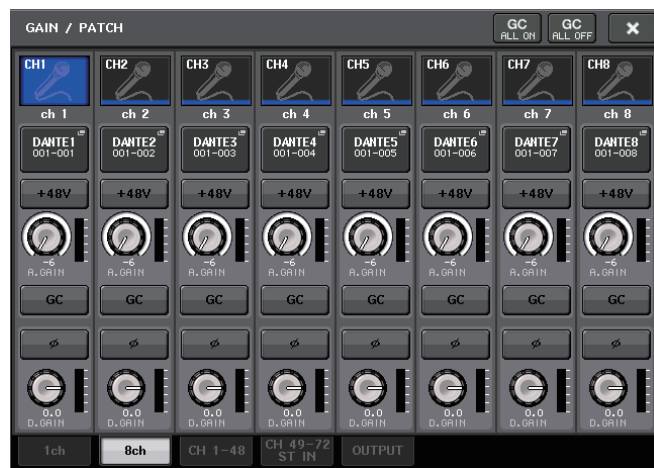 GAIN / PATCH
GC ALL ON
GC ALL OFF
CH1 CH2 CH3 CH4 CH5 CH6 CH7 CH8
ch 1 ch 2 ch 3 ch 4 ch 5 ch 6 ch 7 ch 8
DANTE1 DANTE2 DANTE3 DANTE4 DANTE5 DANTE6 DANTE7 DANTE8
001-001 001-002 001-003 001-004 001-005 001-006 001-007 001-008
+48V +48V +48V +48V +48V +48V +48V +48V
-6 -6 -6 -6 -6 -6 -6 -6
A.GAIN A.GAIN A.GAIN A.GAIN A.GAIN A.GAIN A.GAIN A.GAIN
GC GC GC GC GC GC GC GC
ø ø ø ø ø ø ø ø
0.0 0.0 0.0 0.0 0.0 0.0 0.0 0.0
D.GAIN D.GAIN D.GAIN D.GAIN D.GAIN D.GAIN D.GAIN D.GAIN
1ch 8ch CH 1-48 CH 49-72 ST IN OUTPUT